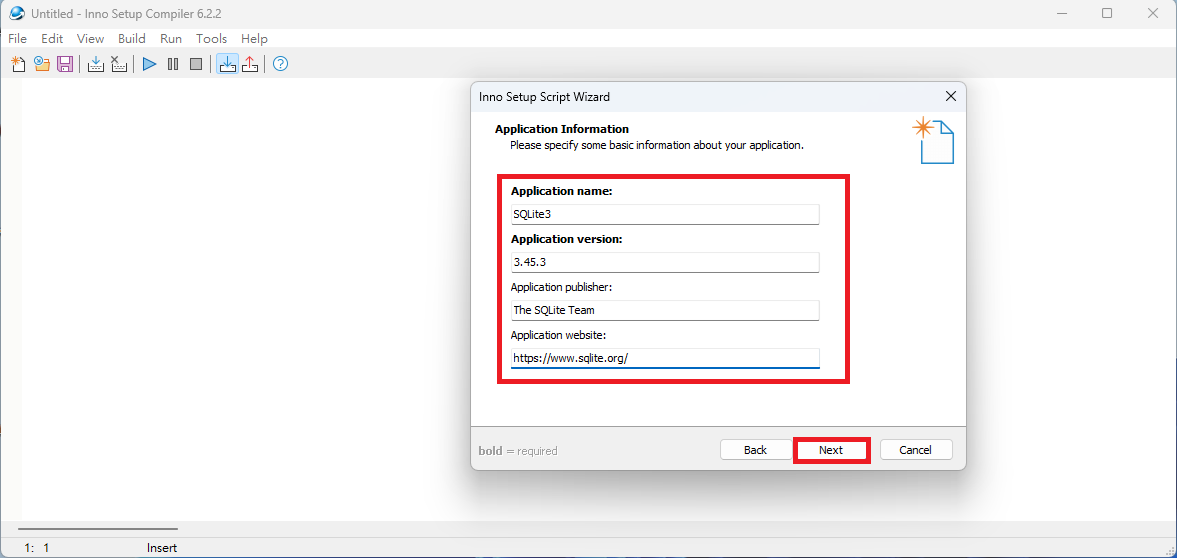 Untitled - Inno Setup Compiler 6.2.2
File Edit View Build Run Tools Help
Inno Setup Script Wizard
Application Information
Please specify some basic information about your application.
Application name:
SQLite3
Application version:
3.45.3
Application publisher:
The SQLite Team
Application website:
https://www.sqlite.org/
bold = required
Back Next Cancel
1: 1 Insert